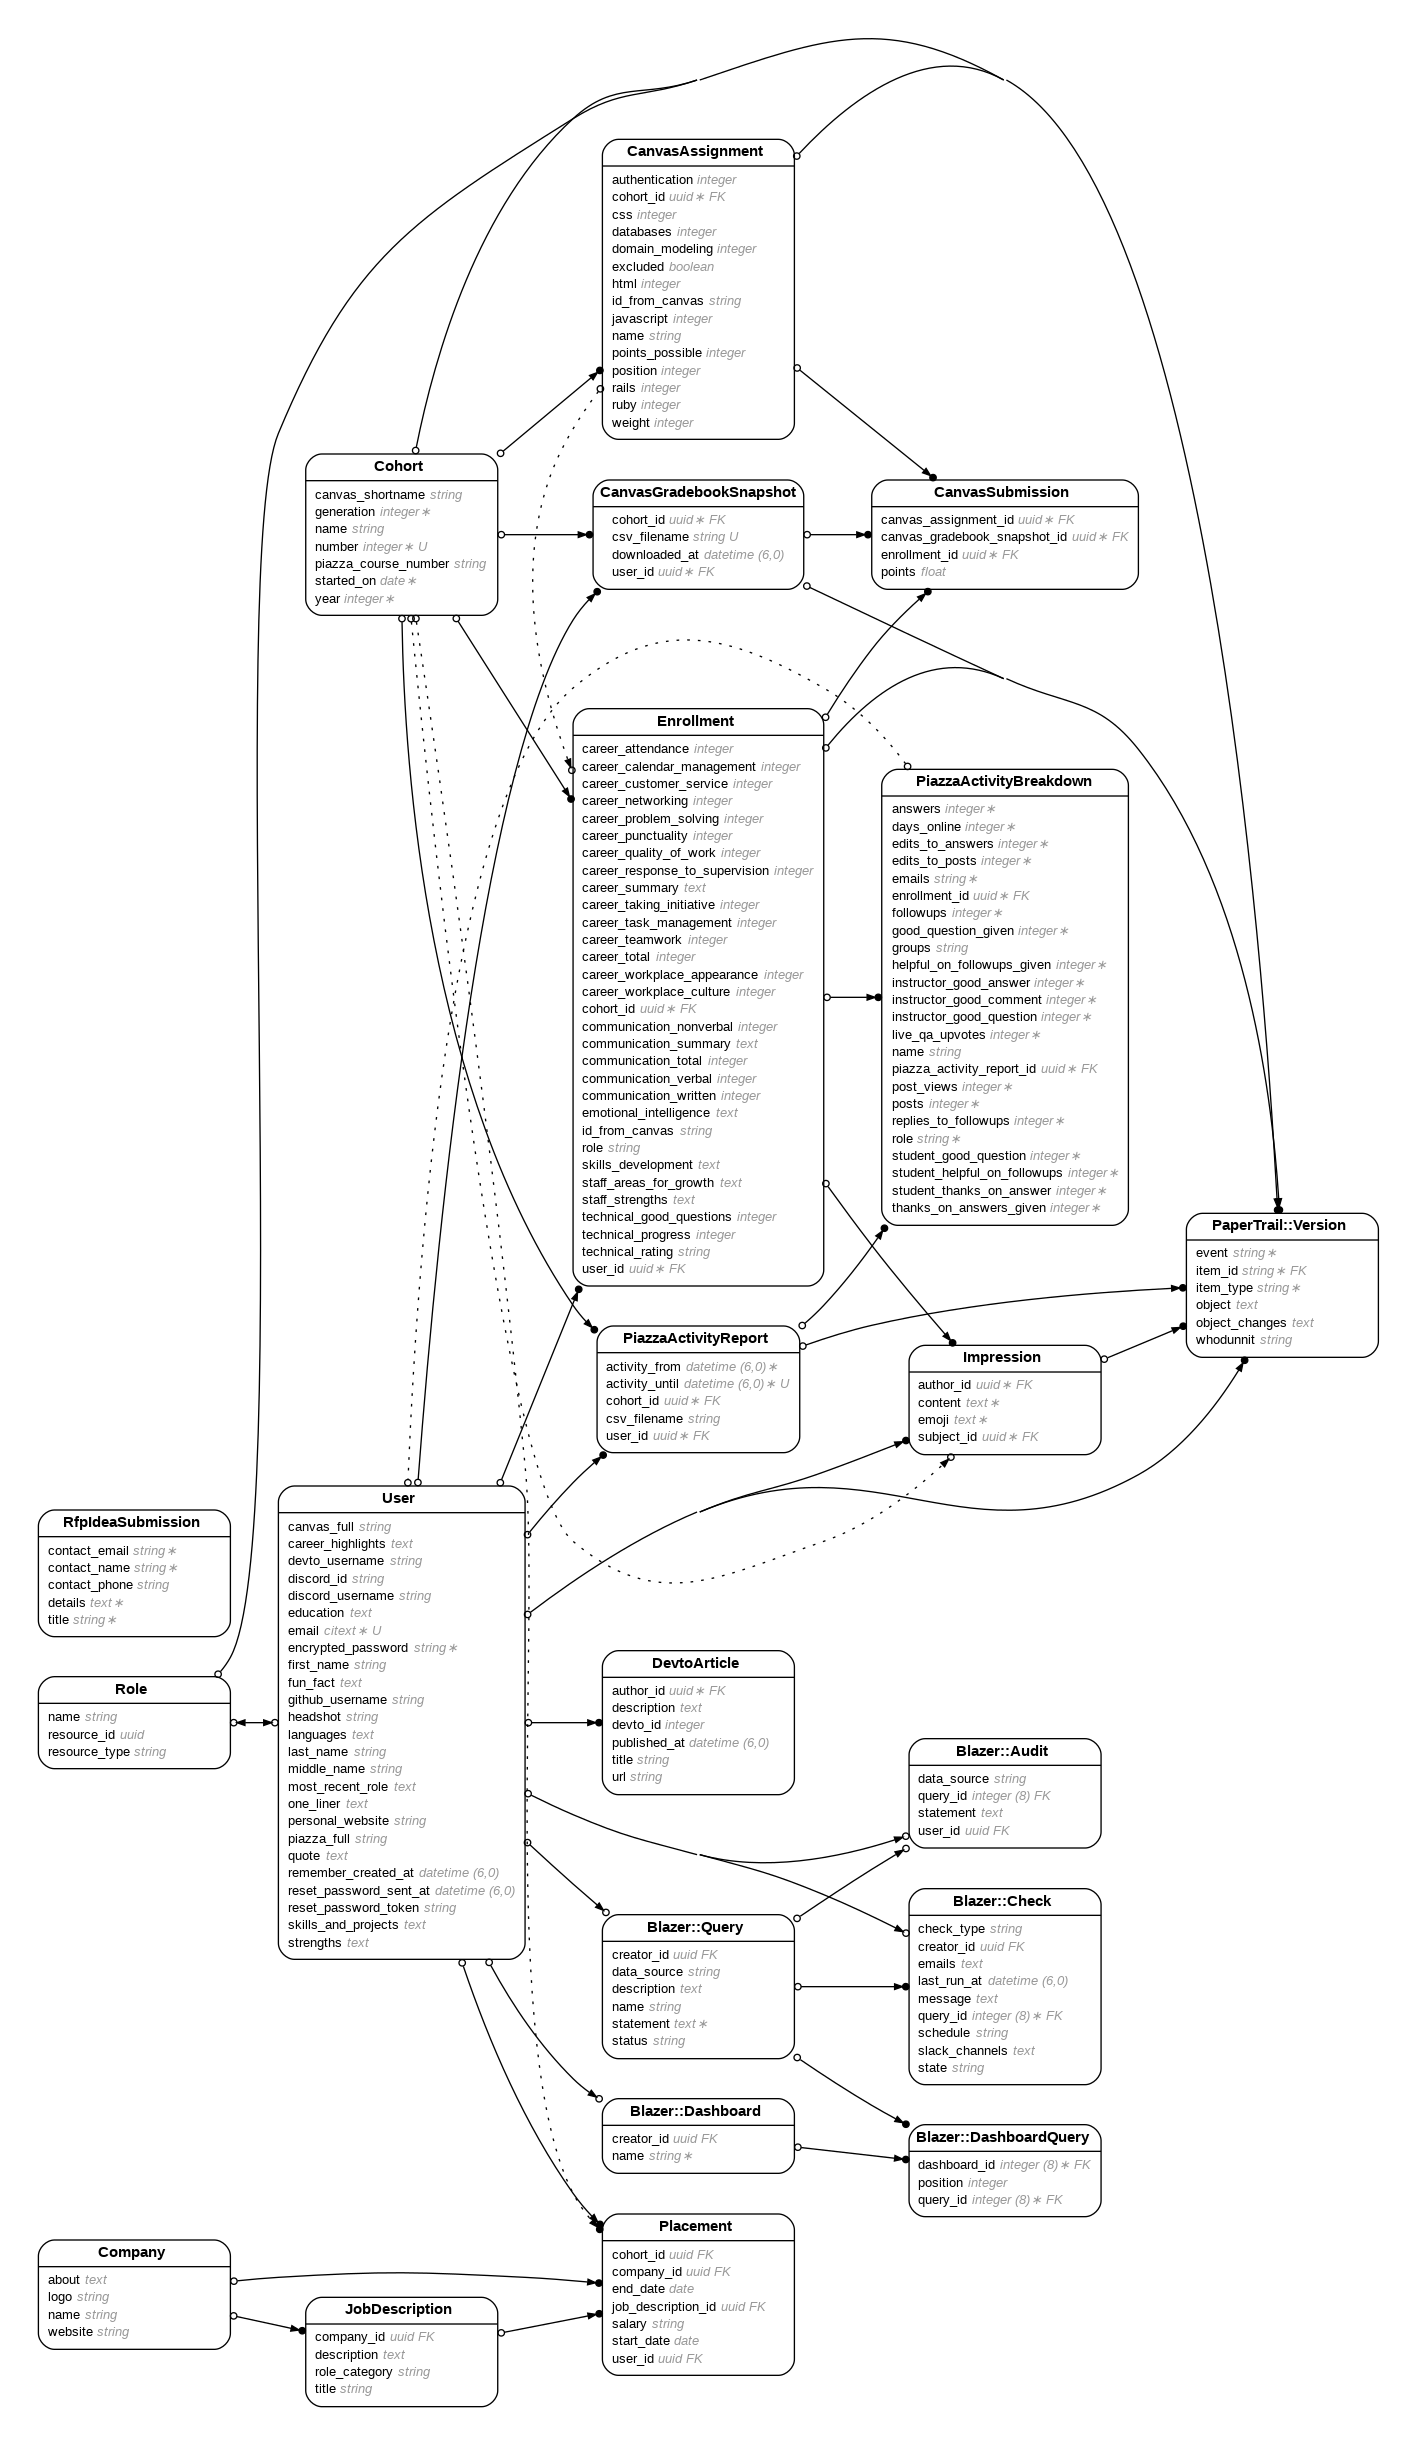 CanvasAssignment
authentication integer
cohort_id uuid∗ FK
css integer
databases integer
domain_modeling integer
excluded boolean
html integer
id_from_canvas string
javascript integer
name string
points_possible integer
position integer
rails integer
ruby integer
weight integer
Cohort
canvas_shortname string
generation integer∗
name string
number integer∗ U
piazza_course_number string
started_on date∗
year integer∗
CanvasGradebookSnapshot
cohort_id uuid∗ FK
csv_filename string U
downloaded_at datetime (6,0)
user_id uuid∗ FK
CanvasSubmission
canvas_assignment_id uuid∗ FK
canvas_gradebook_snapshot_id uuid∗ FK
enrollment_id uuid∗ FK
points float
Enrollment
career_attendance integer
career_calendar_management integer
career_customer_service integer
career_networking integer
career_problem_solving integer
career_punctuality integer
career_quality_of_work integer
career_response_to_supervision integer
career_summary text
career_taking_initiative integer
career_task_management integer
career_teamwork integer
career_total integer
career_workplace_appearance integer
career_workplace_culture integer
cohort_id uuid∗ FK
communication_nonverbal integer
communication_summary text
communication_total integer
communication_verbal integer
communication_written integer
emotional_intelligence text
id_from_canvas string
role string
skills_development text
staff_areas_for_growth text
staff_strengths text
technical_good_questions integer
technical_progress integer
technical_rating string
user_id uuid∗ FK
PiazzaActivityBreakdown
answers integer∗
days_online integer∗
edits_to_answers integer∗
edits_to_posts integer∗
emails string∗
enrollment_id uuid∗ FK
followups integer∗
good_question_given integer∗
groups string
helpful_on_followups_given integer∗
instructor_good_answer integer∗
instructor_good_comment integer∗
instructor_good_question integer∗
live_qa_upvotes integer∗
name string
piazza_activity_report_id uuid∗ FK
post_views integer∗
posts integer∗
replies_to_followups integer∗
role string∗
student_good_question integer∗
student_helpful_on_followups integer∗
student_thanks_on_answer integer∗
thanks_on_answers_given integer∗
PaperTrail::Version
event string∗
item_id string∗ FK
item_type string∗
object text
object_changes text
whodunnit string
PiazzaActivityReport
activity_from datetime (6,0)∗
activity_until datetime (6,0)∗ U
cohort_id uuid∗ FK
csv_filename string
user_id uuid∗ FK
Impression
author_id uuid∗ FK
content text∗
emoji text∗
subject_id uuid∗ FK
User
canvas_full string
career_highlights text
devto_username string
discord_id string
discord_username string
education text
email citext∗ U
encrypted_password string∗
first_name string
fun_fact text
github_username string
headshot string
languages text
last_name string
middle_name string
most_recent_role text
one_liner text
personal_website string
piazza_full string
quote text
remember_created_at datetime (6,0)
reset_password_sent_at datetime (6,0)
reset_password_token string
skills_and_projects text
strengths text
RfpIdeaSubmission
contact_email string∗
contact_name string∗
contact_phone string
details text∗
title string∗
Role
name string
resource_id uuid
resource_type string
DevtoArticle
author_id uuid∗ FK
description text
devto_id integer
published_at datetime (6,0)
title string
url string
Blazer::Audit
data_source string
query_id integer (8) FK
statement text
user_id uuid FK
Blazer::Check
check_type string
creator_id uuid FK
emails text
last_run_at datetime (6,0)
message text
query_id integer (8)∗ FK
schedule string
slack_channels text
state string
Blazer::Query
creator_id uuid FK
data_source string
description text
name string
statement text∗
status string
Blazer::Dashboard
creator_id uuid FK
name string∗
Blazer::DashboardQuery
dashboard_id integer (8)∗ FK
position integer
query_id integer (8)∗ FK
Placement
cohort_id uuid FK
company_id uuid FK
end_date date
job_description_id uuid FK
salary string
start_date date
user_id uuid FK
Company
about text
logo string
name string
website string
JobDescription
company_id uuid FK
description text
role_category string
title string